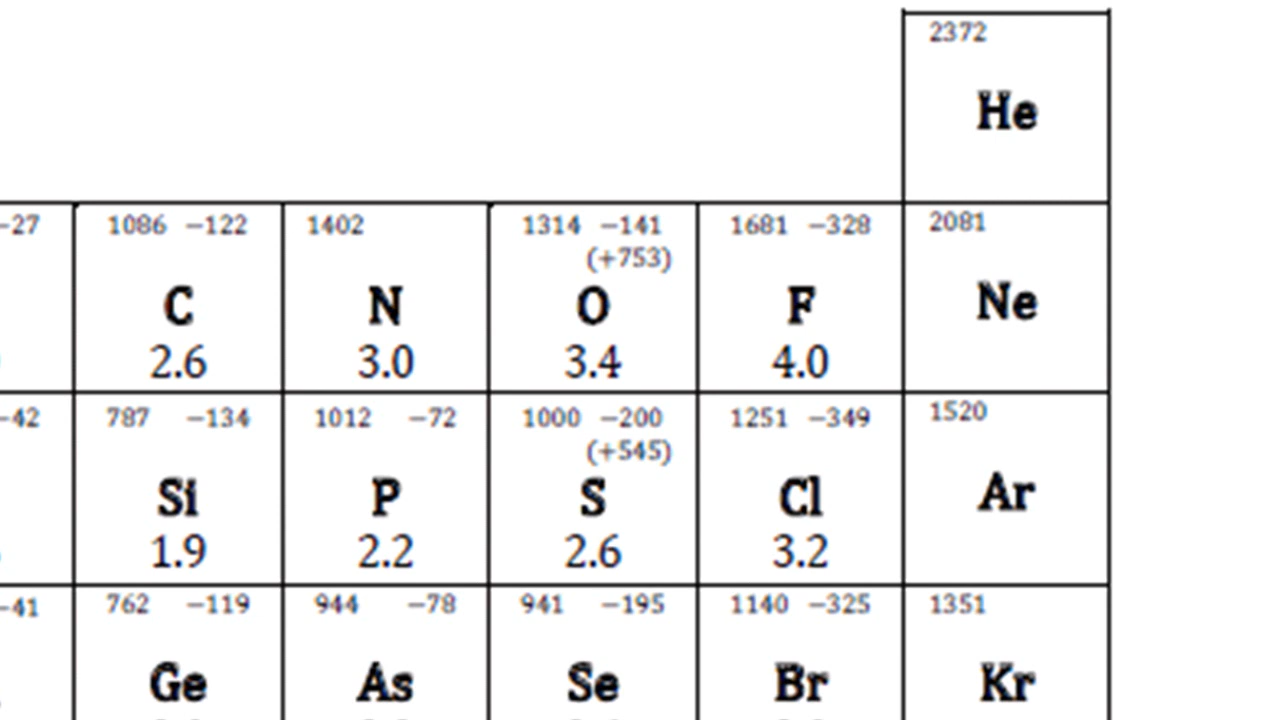 2372
He
−27 1086 −122 1402 1314 −141 1681 −328 2081
(+753)
C N O F Ne
2.6 3.0 3.4 4.0
−42 787 −134 1012 −72 1000 −200 1251 −349 1520
(+545)
Si P S Cl Ar
1.9 2.2 2.6 3.2
−41 762 −119 944 −78 941 −195 1140 −325 1351
Ge As Se Br Kr